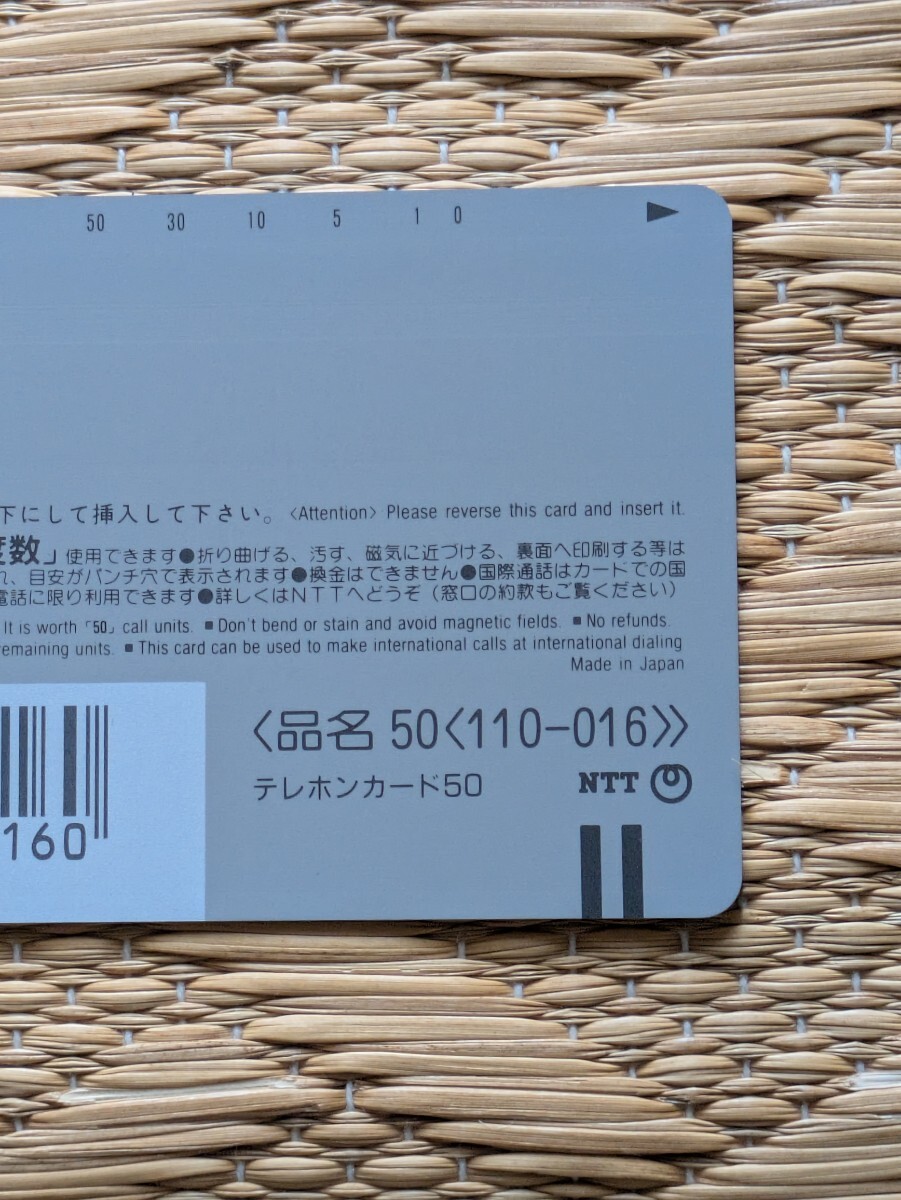 50 30 10 5 1 0
下にして挿入して下さい。〈Attention〉Please reverse this card and insert it.
度数」使用できます●折り曲げる、汚す、磁気に近づける、裏面へ印刷する等は
れ、目安がパンチ穴で表示されます●換金はできません●国際通話はカードでの国
電話に限り利用できます●詳しくはNTTへどうぞ(窓口の約款もご覧ください)
It is worth「50」call units. ■Don't bend or stain and avoid magnetic fields. ■No refunds.
remaining units. ■This card can be used to make international calls at international dialing
Made in Japan
〈品名 50〈110-016〉〉
テレホンカード50
NTT
160